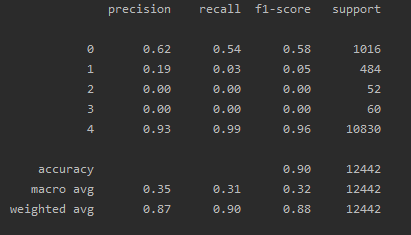 precision recall f1-score support
0 0.62 0.54 0.58 1016
1 0.19 0.03 0.05 484
2 0.00 0.00 0.00 52
3 0.00 0.00 0.00 60
4 0.93 0.99 0.96 10830
accuracy 0.90 12442
macro avg 0.35 0.31 0.32 12442
weighted avg 0.87 0.90 0.88 12442